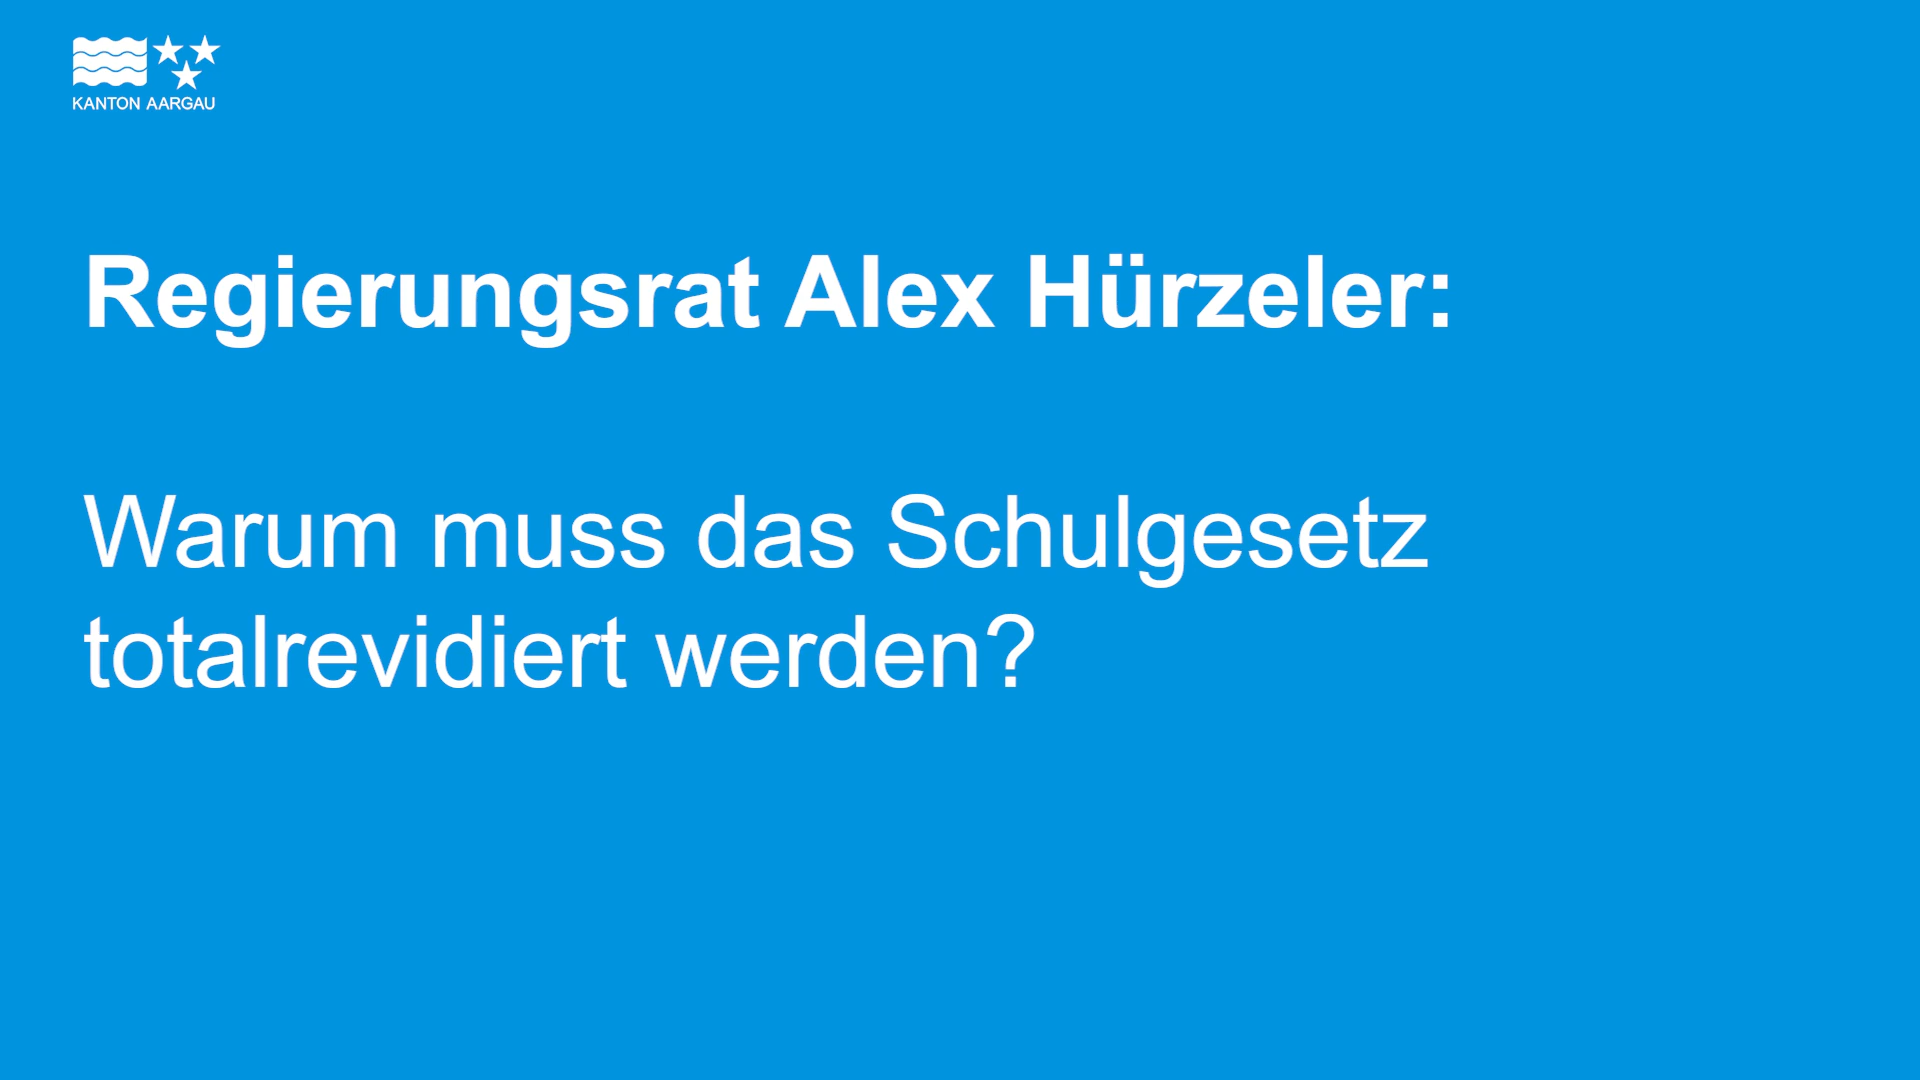 KANTON AARGAU
Regierungsrat Alex Hürzeler:
Warum muss das Schulgesetz
totalrevidiert werden?